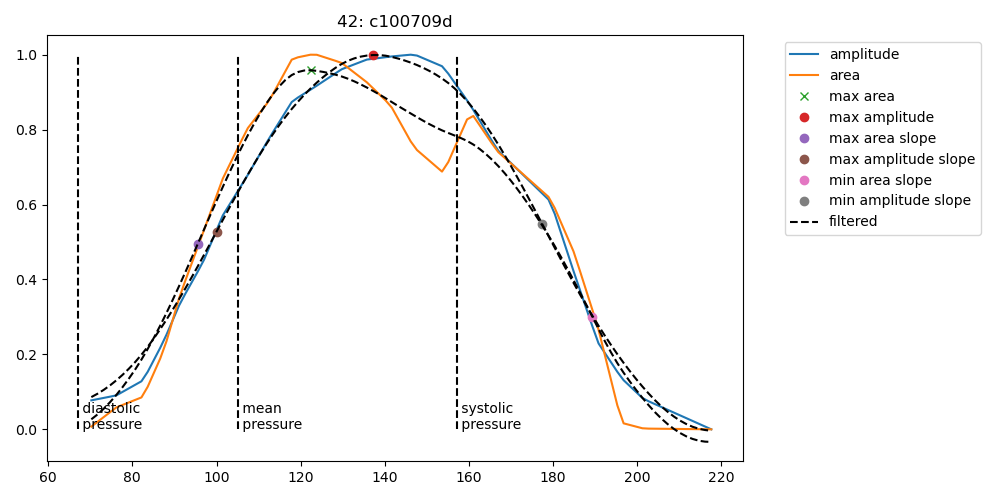 42: c100709d
1.0
0.8
0.6
0.4
0.2
0.0
diastolic
pressure
mean
pressure
systolic
pressure
60 80 100 120 140 160 180 200 220
amplitude
area
max area
max amplitude
max area slope
max amplitude slope
min area slope
min amplitude slope
filtered